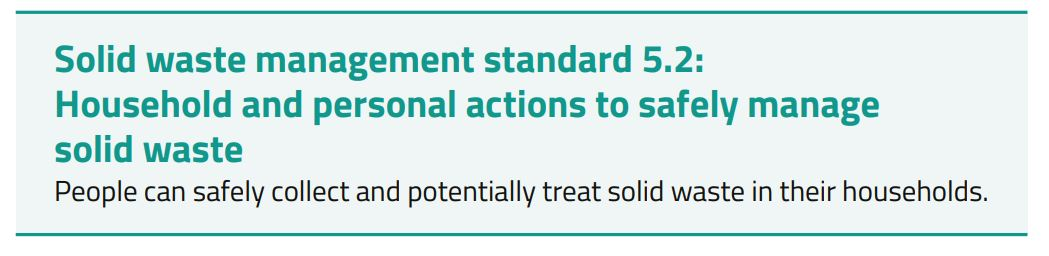 Solid waste management standard 5.2:
Household and personal actions to safely manage
solid waste
People can safely collect and potentially treat solid waste in their households.